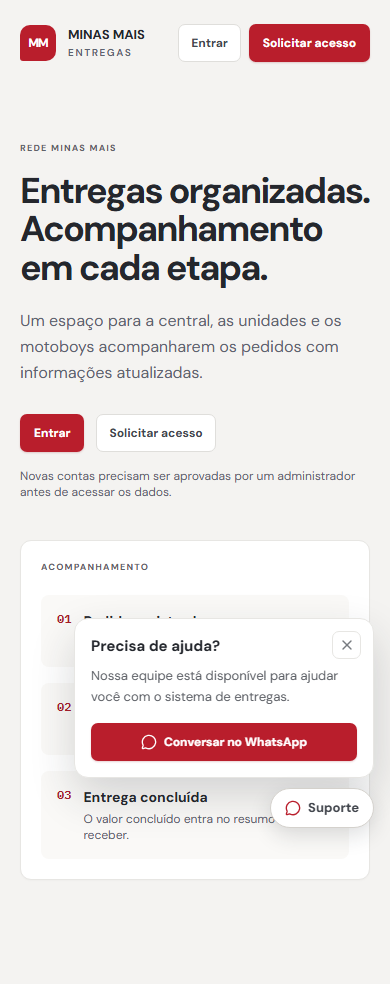 MM
MINAS MAIS
ENTREGAS
Entrar
Solicitar acesso
REDE MINAS MAIS
Entregas organizadas.
Acompanhamento
em cada etapa.
Um espaço para a central, as unidades e os
motoboys acompanharem os pedidos com
informações atualizadas.
Entrar
Solicitar acesso
Novas contas precisam ser aprovadas por um administrador
antes de acessar os dados.
ACOMPANHAMENTO
01
Precisa de ajuda?
Nossa equipe está disponível para ajudar
você com o sistema de entregas.
02
Conversar no WhatsApp
03
Entrega concluída
O valor concluído entra no resumo
receber.
Suporte